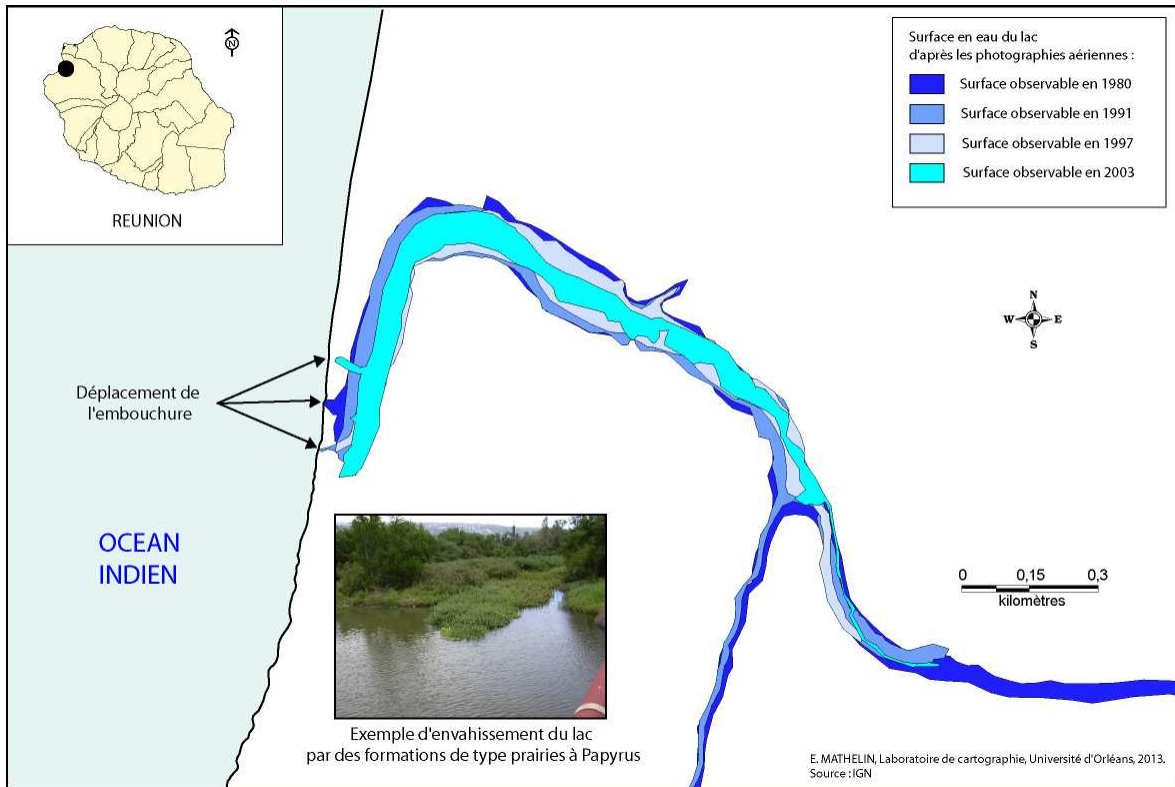 N
REUNION
Surface en eau du lac
d'après les photographies aériennes :
Surface observable en 1980
Surface observable en 1991
Surface observable en 1997
Surface observable en 2003
N
W E
S
Déplacement de
l'embouchure
OCEAN
INDIEN
0 0,15 0,3
kilomètres
Exemple d'envahissement du lac
par des formations de type prairies à Papyrus
E. MATHELIN, Laboratoire de cartographie, Université d'Orléans, 2013.
Source : IGN